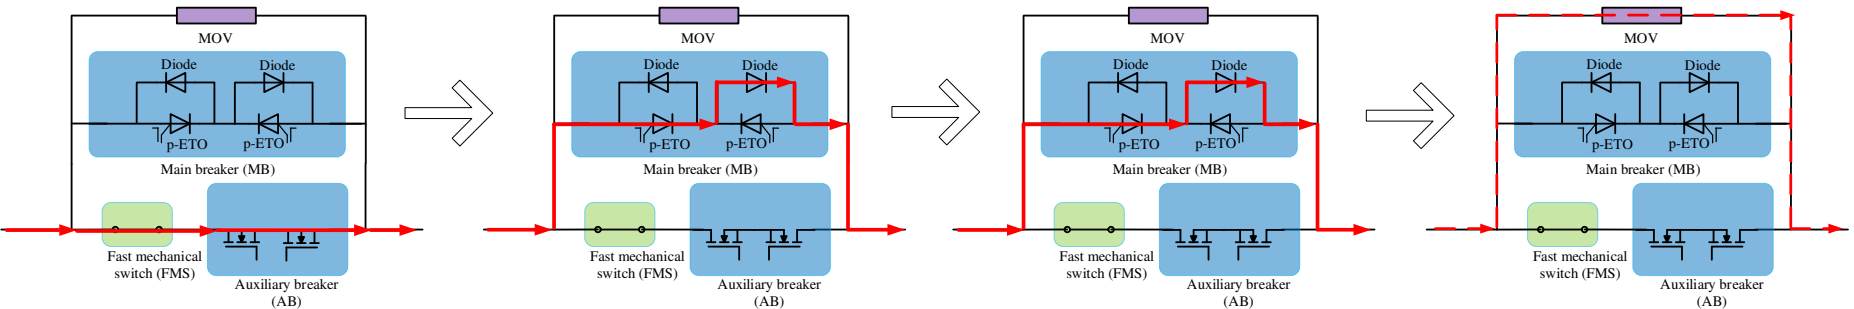 MOV
Diode
Diode
p-ETO
p-ETO
Main breaker (MB)
Fast mechanical
switch (FMS)
Auxiliary breaker
(AB)
MOV
Diode
Diode
p-ETO
p-ETO
Main breaker (MB)
Fast mechanical
switch (FMS)
Auxiliary breaker
(AB)
MOV
Diode
Diode
p-ETO
p-ETO
Main breaker (MB)
Fast mechanical
switch (FMS)
Auxiliary breaker
(AB)
MOV
Diode
Diode
p-ETO
p-ETO
Main breaker (MB)
Fast mechanical
switch (FMS)
Auxiliary breaker
(AB)